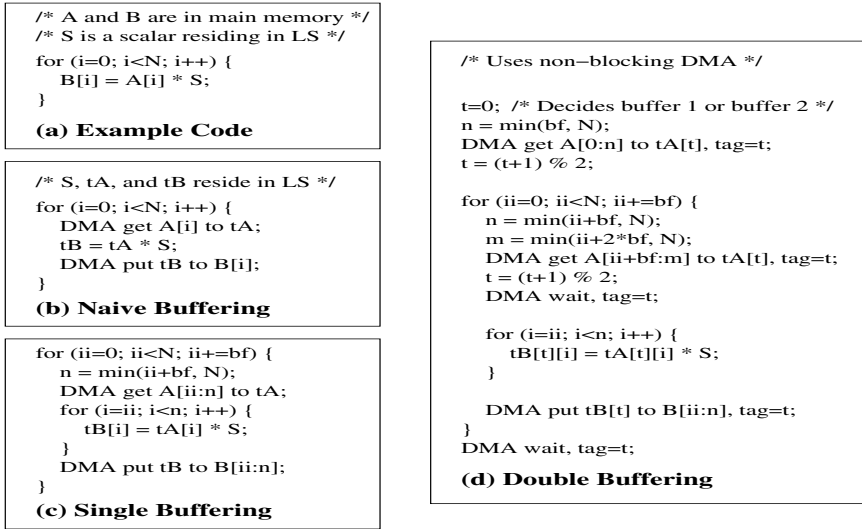 /* A and B are in main memory */
/* S is a scalar residing in LS */
for (i=0; i<N; i++) {
B[i] = A[i] * S;
}
(a) Example Code
/* S, tA, and tB reside in LS */
for (i=0; i<N; i++) {
DMA get A[i] to tA;
tB = tA * S;
DMA put tB to B[i];
}
(b) Naive Buffering
for (ii=0; ii<N; ii+=bf) {
n = min(ii+bf, N);
DMA get A[ii:n] to tA;
for (i=ii; i<n; i++) {
tB[i] = tA[i] * S;
}
DMA put tB to B[ii:n];
}
(c) Single Buffering
/* Uses non−blocking DMA */
t=0; /* Decides buffer 1 or buffer 2 */
n = min(bf, N);
DMA get A[0:n] to tA[t], tag=t;
t = (t+1) % 2;
for (ii=0; ii<N; ii+=bf) {
n = min(ii+bf, N);
m = min(ii+2*bf, N);
DMA get A[ii+bf:m] to tA[t], tag=t;
t = (t+1) % 2;
DMA wait, tag=t;
for (i=ii; i<n; i++) {
tB[t][i] = tA[t][i] * S;
}
DMA put tB[t] to B[ii:n], tag=t;
}
DMA wait, tag=t;
(d) Double Buffering